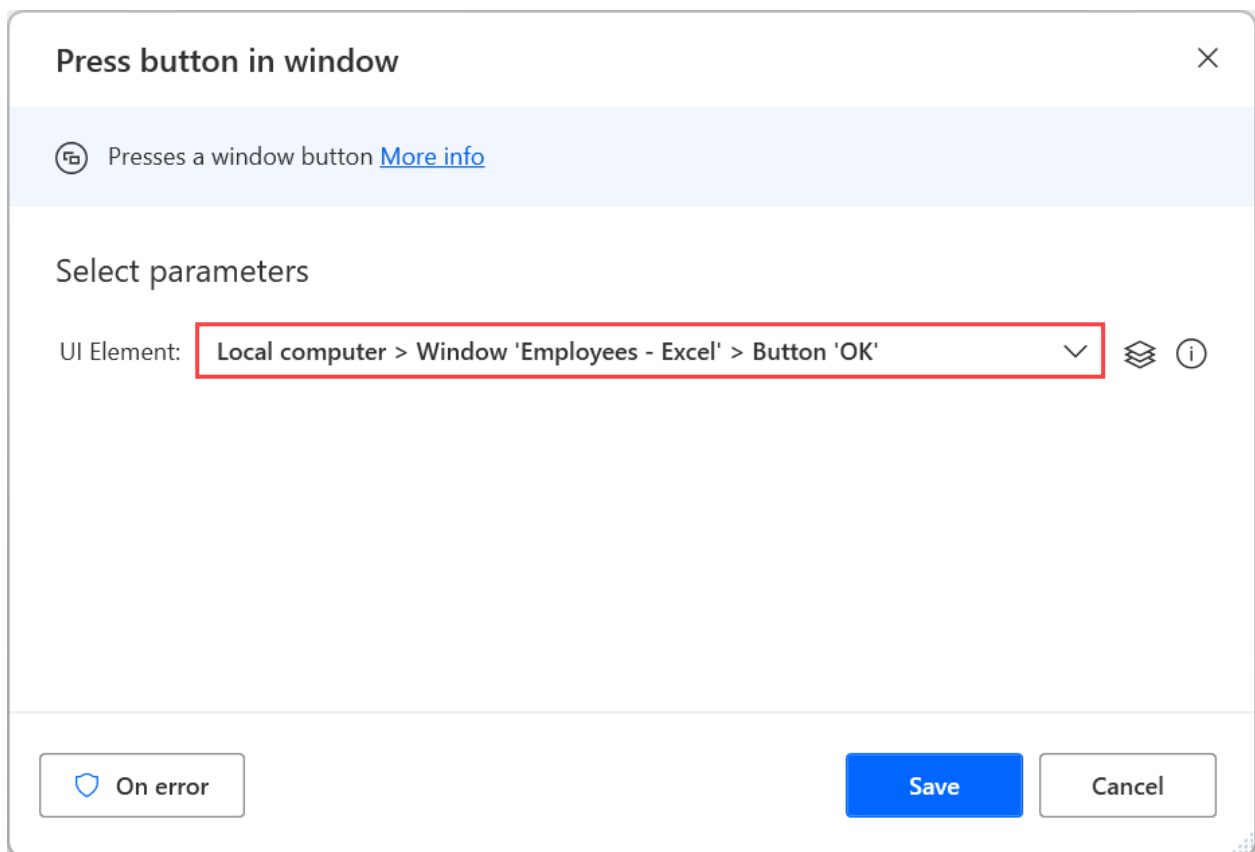 Press button in window
Presses a window button More info
Select parameters
UI Element: Local computer > Window 'Employees - Excel' > Button 'OK'
On error
Save
Cancel